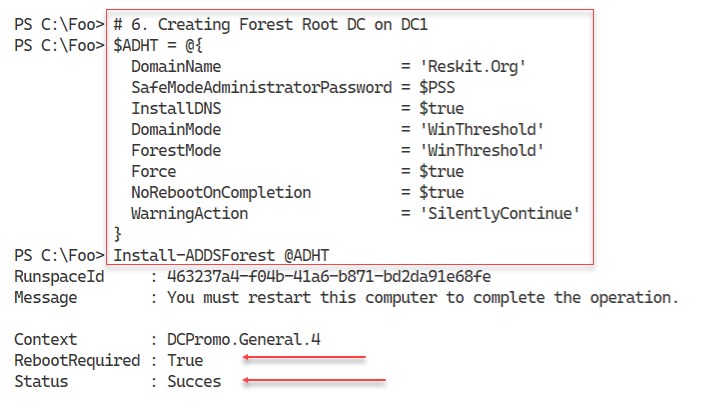 PS C:\Foo> # 6. Creating Forest Root DC on DC1
PS C:\Foo> $ADHT = @{
  DomainName                    = 'Reskit.Org'
  SafeModeAdministratorPassword = $PSS
  InstallDNS                    = $true
  DomainMode                    = 'WinThreshold'
  ForestMode                    = 'WinThreshold'
  Force                         = $true
  NoRebootOnCompletion          = $true
  WarningAction                 = 'SilentlyContinue'
}
PS C:\Foo> Install-ADDSForest @ADHT
RunspaceId     : 463237a4-f04b-41a6-b871-bd2da91e68fe
Message        : You must restart this computer to complete the operation.

Context        : DCPromo.General.4
RebootRequired : True
Status         : Succes